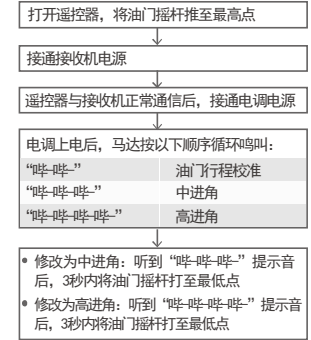 打开遥控器，将油门摇杆推至最高点
接通接收机电源
遥控器与接收机正常通信后，接通电调电源
电调上电后，马达按以下顺序循环鸣叫：
“哔-哔-” 油门行程校准
“哔-哔-哔-” 中进角
“哔-哔-哔-哔-” 高进角
• 修改为中进角：听到“哔-哔-哔-”提示音
后，3秒内将油门摇杆打至最低点
• 修改为高进角：听到“哔-哔-哔-哔-”提示音
后，3秒内将油门摇杆打至最低点